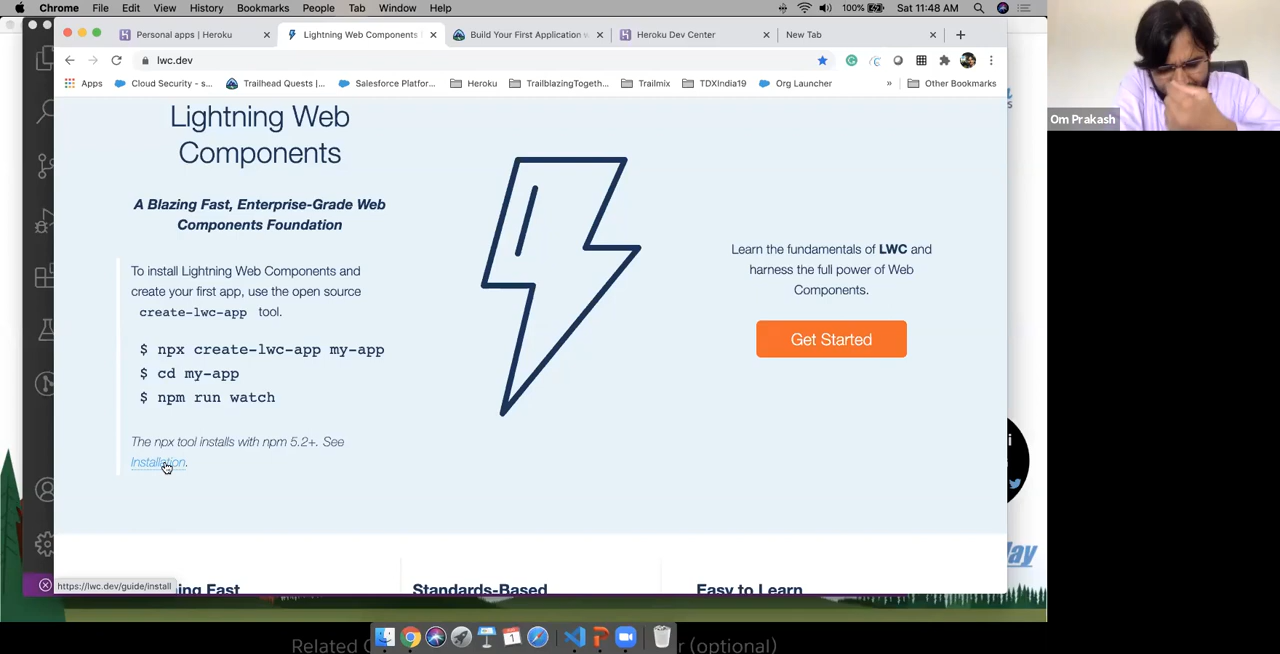 Chrome File Edit View History Bookmarks People Tab Window Help
100% Sat 11:48 AM
Personal apps | Heroku
Lightning Web Components
Build Your First Application w
Heroku Dev Center
New Tab
lwc.dev
Apps
Cloud Security - s...
Trailhead Quests |...
Salesforce Platfor...
Heroku
TrailblazingTogeth...
Trailmix
TDXIndia19
Org Launcher
»
Other Bookmarks
Om Prakash
Lightning Web
Components
A Blazing Fast, Enterprise-Grade Web
Components Foundation
To install Lightning Web Components and
create your first app, use the open source
create-lwc-app tool.
$ npx create-lwc-app my-app
$ cd my-app
$ npm run watch
The npx tool installs with npm 5.2+. See
Installation.
Learn the fundamentals of LWC and
harness the full power of Web
Components.
Get Started
https://lwc.dev/guide/install
ing Fast
Standards-Based
Easy to Learn
lay
Related
r (optional)